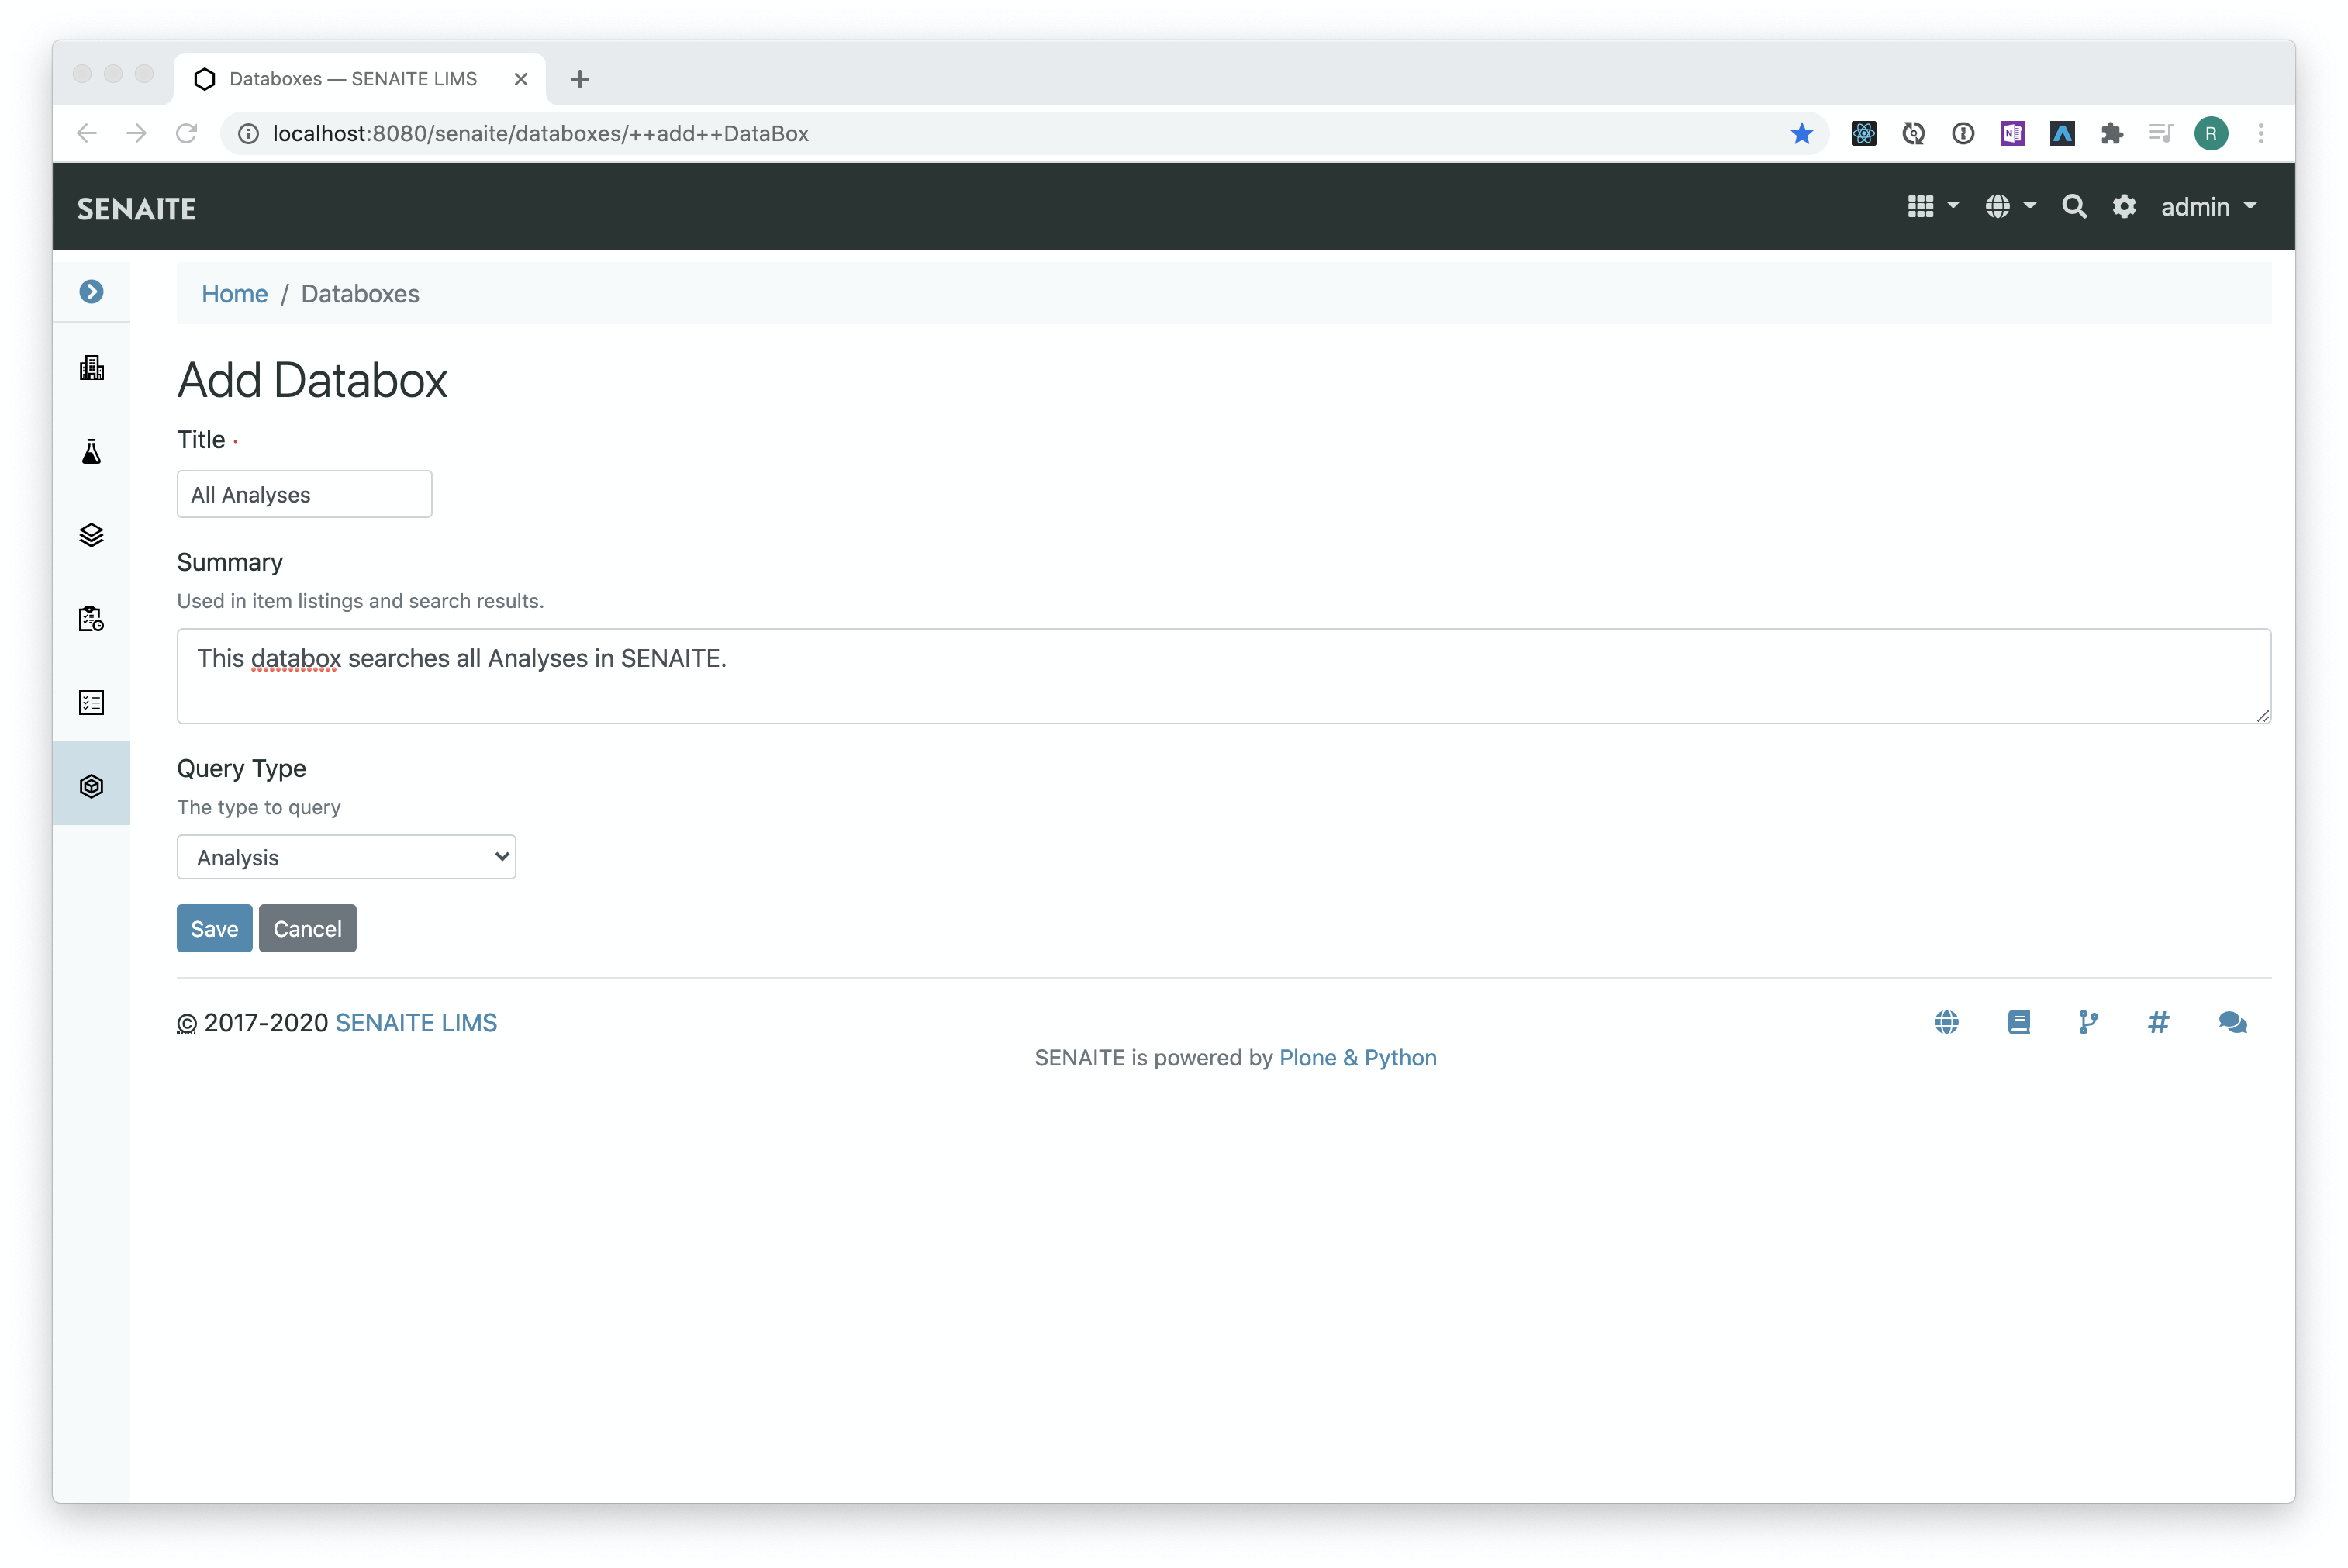 Databoxes — SENAITE LIMS
localhost:8080/senaite/databoxes/++add++DataBox
N
R
SENAITE
admin
Home / Databoxes
Add Databox
Title
All Analyses
Summary
Used in item listings and search results.
This databox searches all Analyses in SENAITE.
Query Type
The type to query
Analysis
Save Cancel
© 2017-2020 SENAITE LIMS
#
SENAITE is powered by Plone & Python